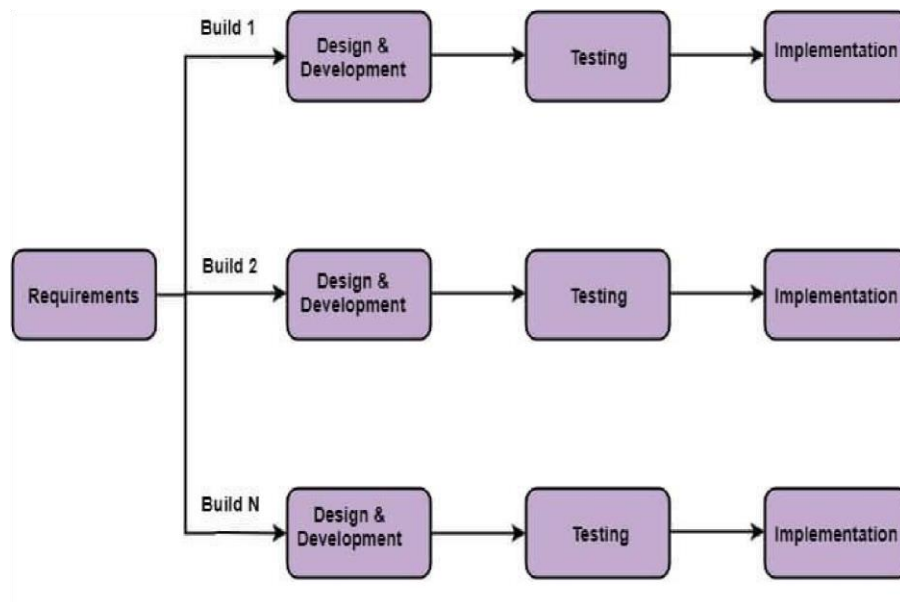 Build 1
Design &
Development
Testing
Implementation
Requirements
Build 2
Design &
Development
Testing
Implementation
Build N
Design &
Development
Testing
Implementation